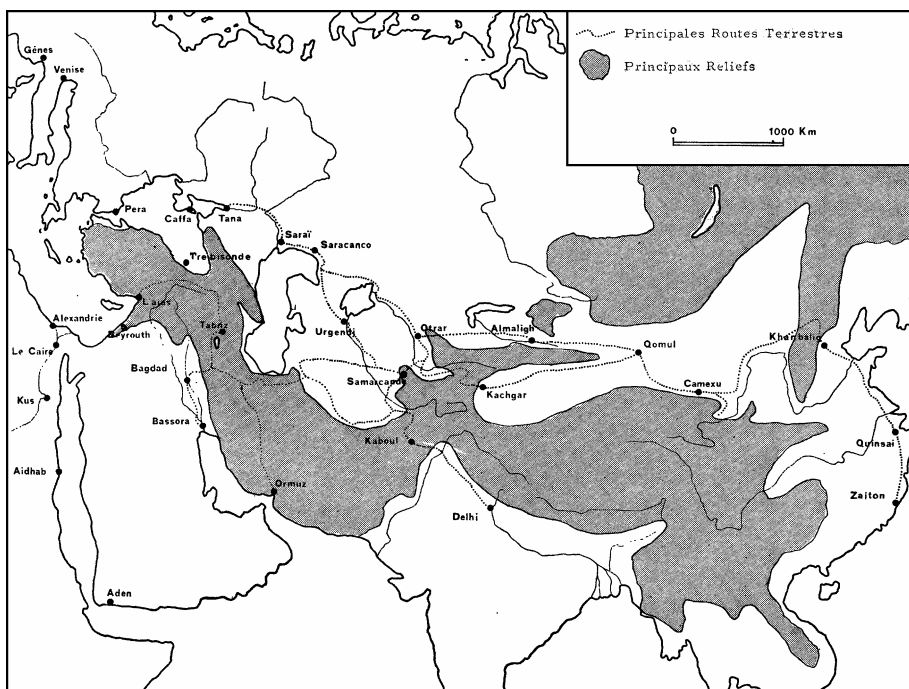 Principales Routes Terrestres
Principaux Reliefs
0 1000 Km
Gênes
Venise
Pera
Caffa
Tana
Saraï
Saracanco
Trebisonde
Laias
Alexandrie
Beyrouth
Tabriz
Urgendj
Otrar
Almaligh
Khanbaliq
Le Caire
Qomul
Bagdad
Samarcande
Kachgar
Camexu
Kus
Bassora
Kaboul
Quinsai
Aidhab
Ormuz
Zaiton
Delhi
Aden